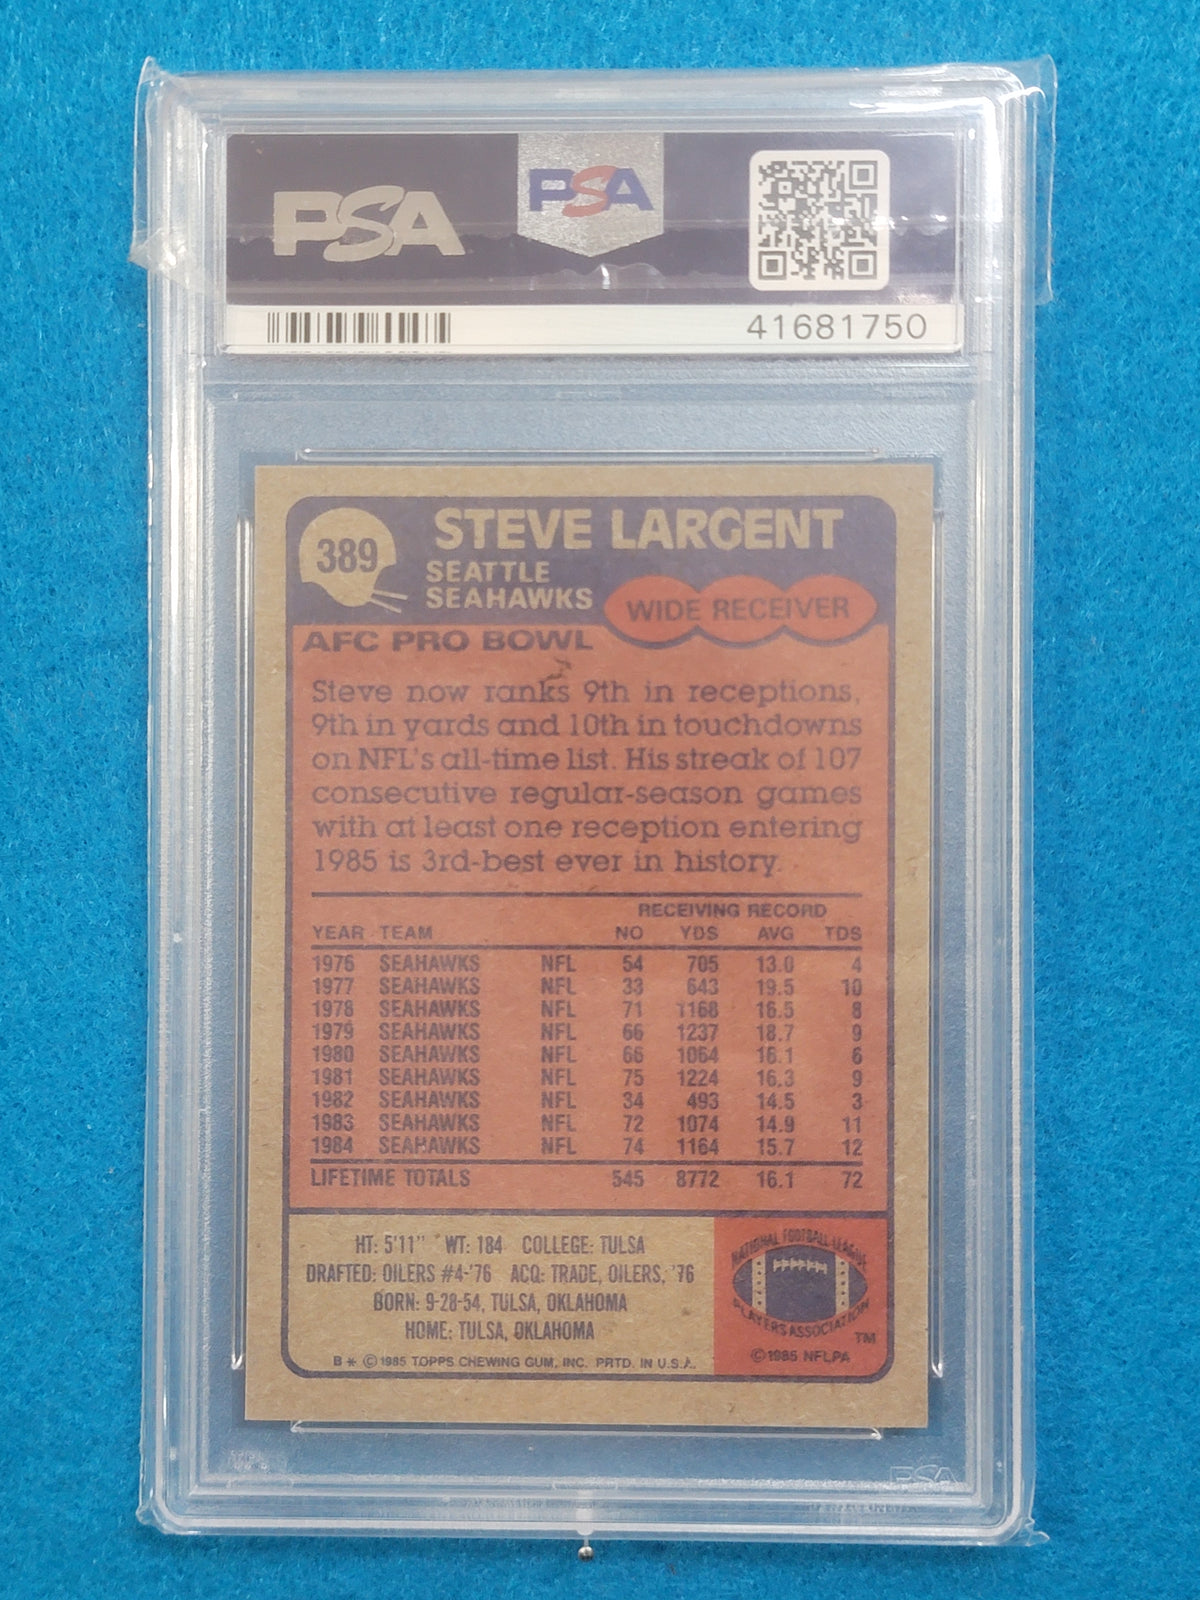 PSA
PSA
41681750
389
STEVE LARGENT
SEATTLE
SEAHAWKS
WIDE RECEIVER
AFC PRO BOWL
Steve now ranks 9th in receptions,
9th in yards and 10th in touchdowns
on NFL's all-time list. His streak of 107
consecutive regular-season games
with at least one reception entering
1985 is 3rd-best ever in history.
RECEIVING RECORD
YEAR TEAM NO YDS AVG TDS
1976 SEAHAWKS NFL 54 705 13.0 4
1977 SEAHAWKS NFL 33 643 19.5 10
1978 SEAHAWKS NFL 71 1168 16.5 8
1979 SEAHAWKS NFL 66 1237 18.7 9
1980 SEAHAWKS NFL 66 1064 16.1 6
1981 SEAHAWKS NFL 75 1224 16.3 9
1982 SEAHAWKS NFL 34 493 14.5 3
1983 SEAHAWKS NFL 72 1074 14.9 11
1984 SEAHAWKS NFL 74 1164 15.7 12
LIFETIME TOTALS 545 8772 16.1 72
HT: 5'11" WT: 184 COLLEGE: TULSA
DRAFTED: OILERS #4-'76 ACQ: TRADE, OILERS, '76
BORN: 9-28-54, TULSA, OKLAHOMA
HOME: TULSA, OKLAHOMA
B * © 1985 TOPPS CHEWING GUM, INC. PRTD. IN U.S.A.
NATIONAL FOOTBALL LEAGUE
PLAYERS ASSOCIATION
TM
© 1985 NFLPA
PSA